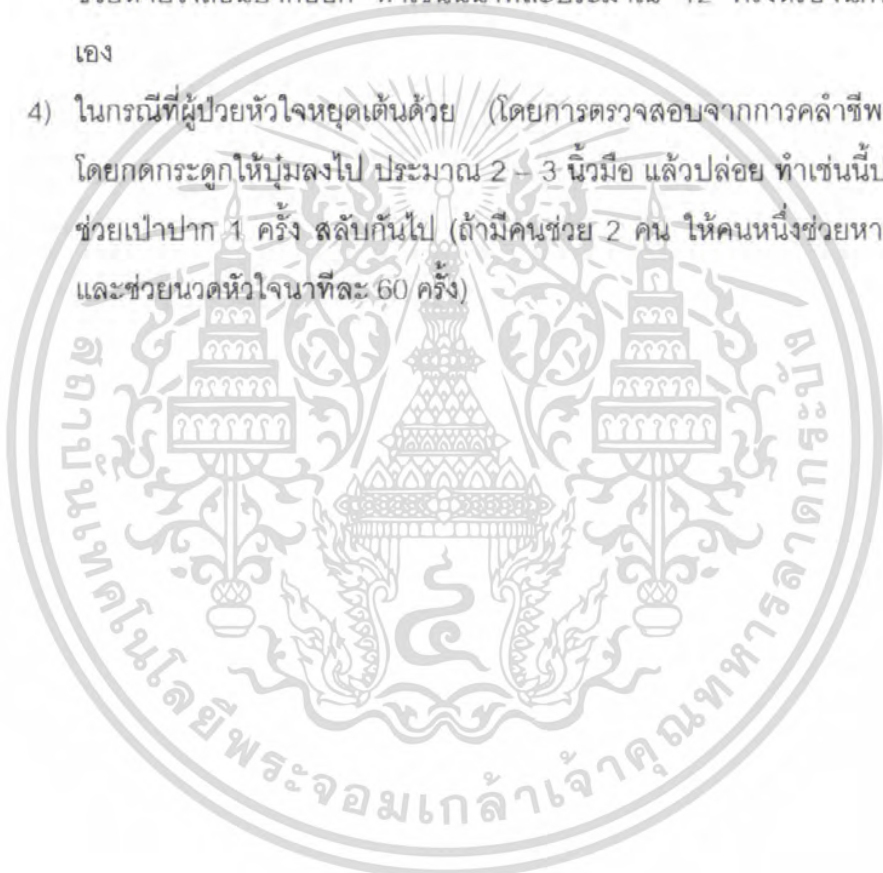 เอง
4) ในกรณีที่ผู้ป่วยหัวใจหยุดเต้นด้วย (โดยการตรวจสอบจากการคลำชีพ
โดยกดกระดูกให้บุ๋มลงไป ประมาณ 2 – 3 นิ้วมือ แล้วปล่อย ทำเช่นนี้
ช่วยเป่าปาก 1 ครั้ง สลับกันไป (ถ้ามีคนช่วย 2 คน ให้คนหนึ่งช่วยหา
และช่วยนวดหัวใจนาทีละ 60 ครั้ง)
สถาบันเทคโนโลยีพระจอมเกล้าเจ้าคุณทหารลาดกระบัง